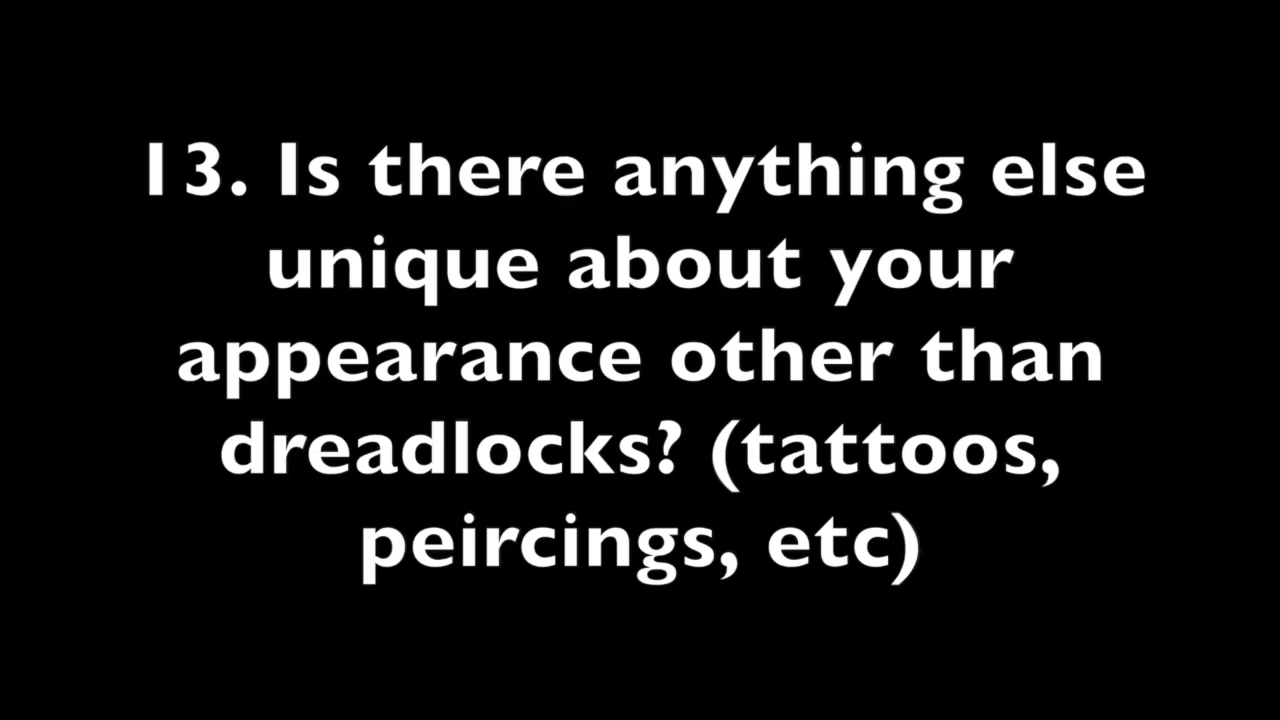 13. Is there anything else
unique about your
appearance other than
dreadlocks? (tattoos,
peircings, etc)